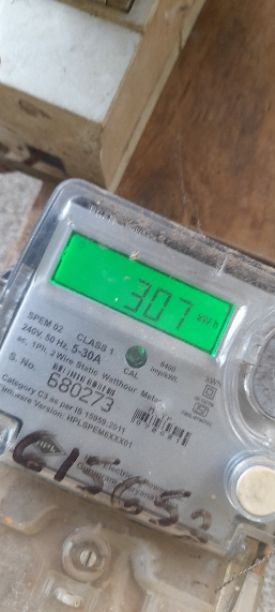 307 kWh
SPEM 02 CLASS 1
240V, 50 Hz, 5-30A
6400
imp/kWh
CAL
ac, 1Ph, 2 Wire Static Watthour Meter
S. No.
680273
Category C3 as per IS 15959:2011
Firmware Version: HPLSPEM6XXX01
615652